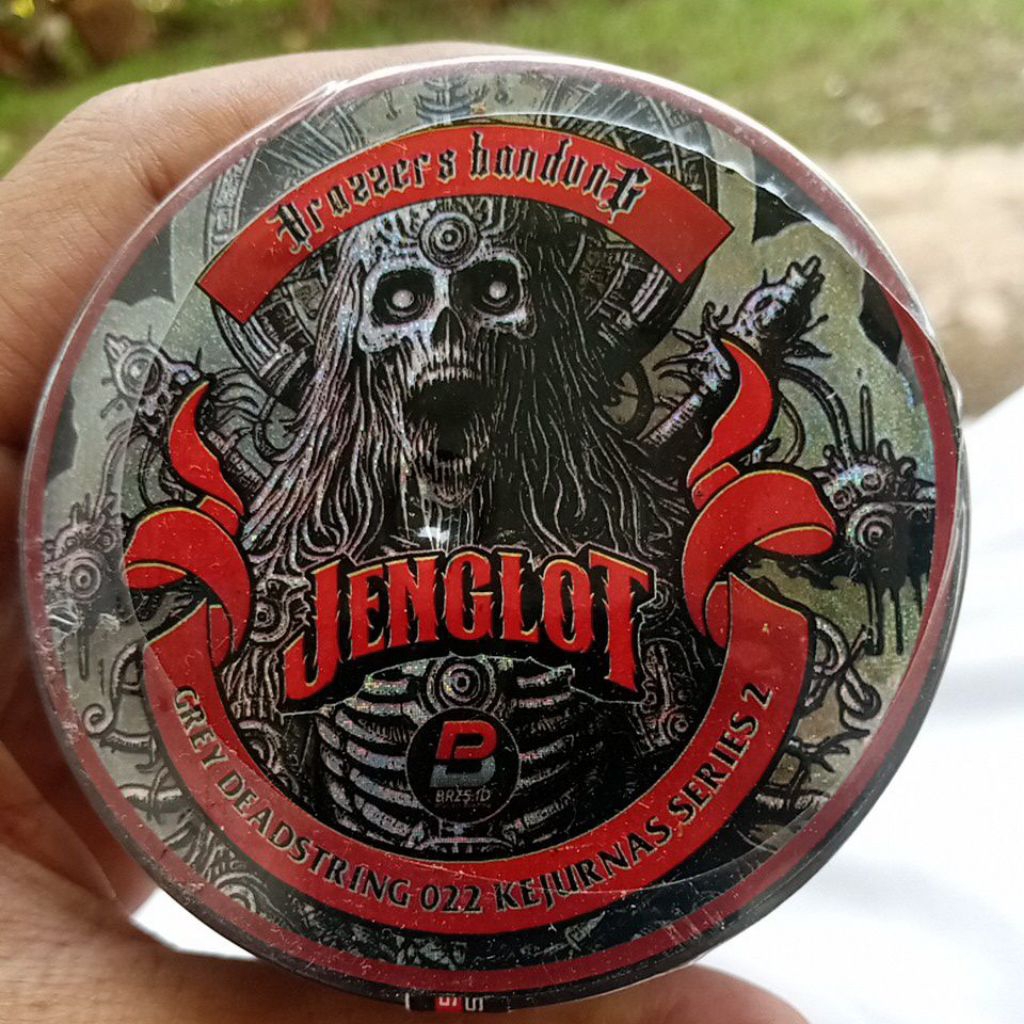 Brazzers bandung
JENGLOT
B
BRZS.ID
GREY DEADSTRING 022 KEJURNAS SERIES 2